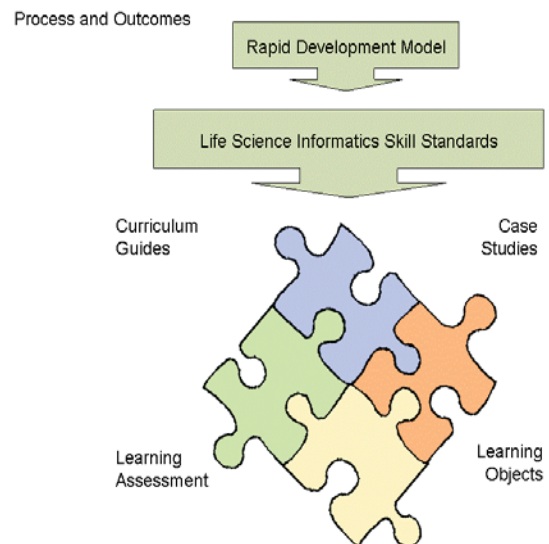 Process and Outcomes
Rapid Development Model
Life Science Informatics Skill Standards
Curriculum
Guides
Case
Studies
Learning
Assessment
Learning
Objects